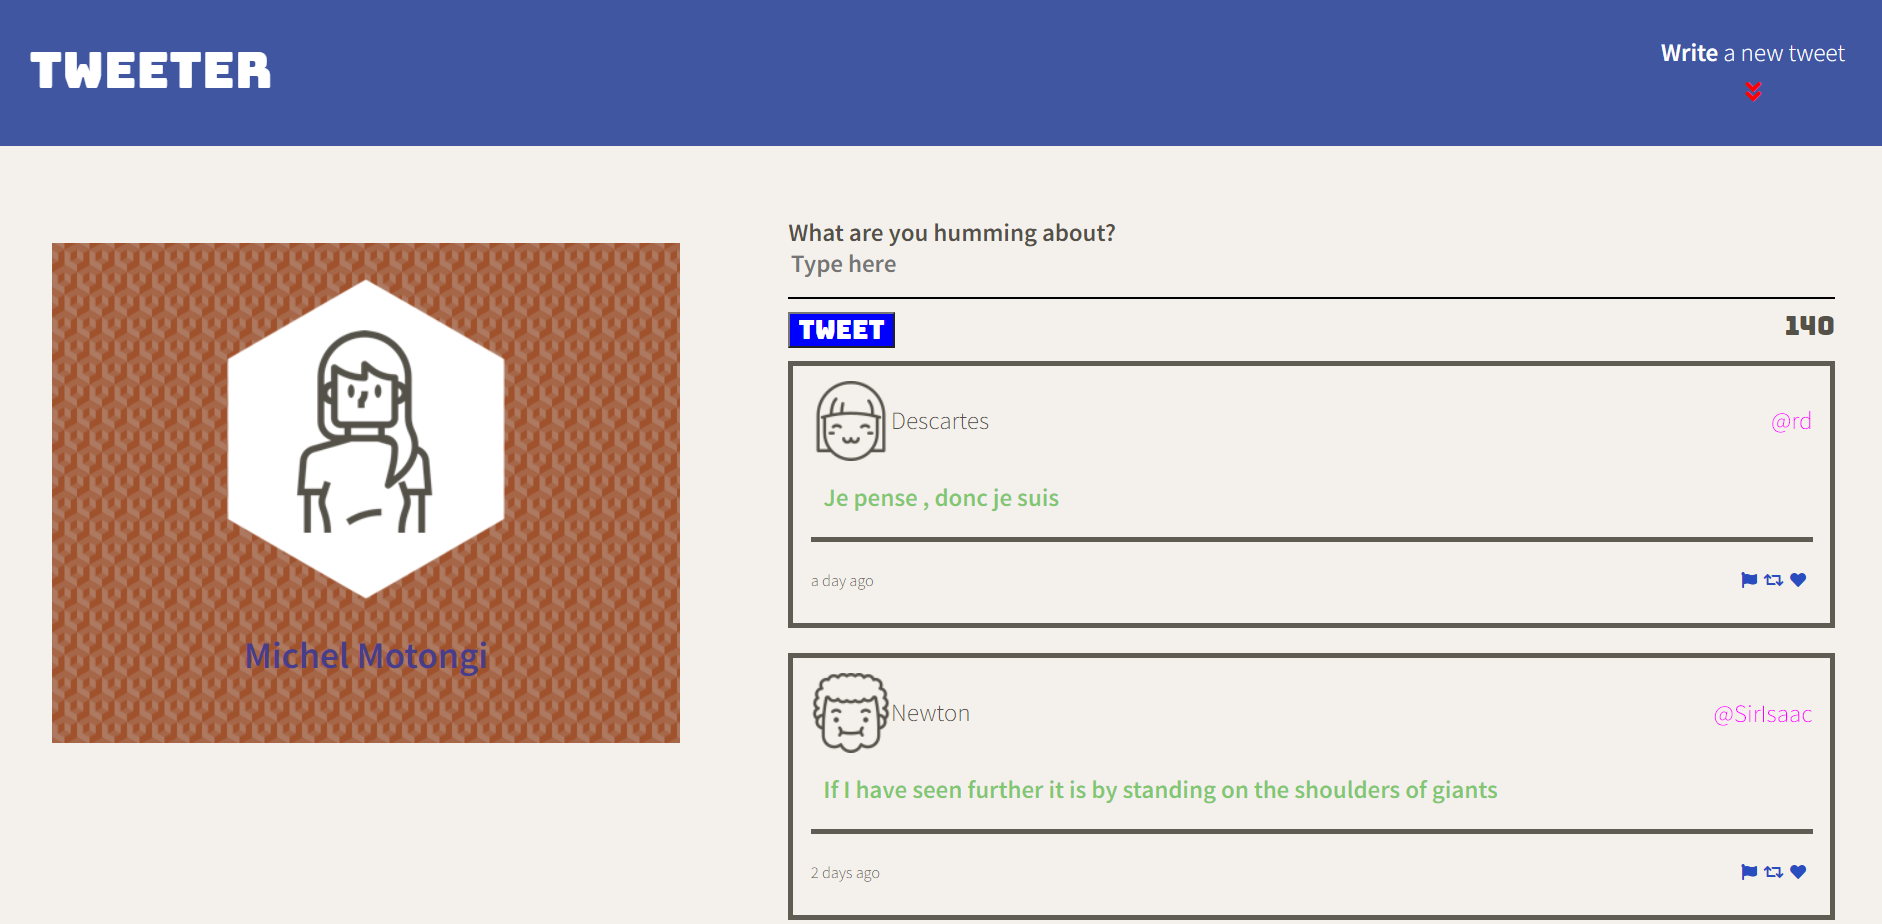 TWEETER
Write a new tweet
Michel Motongi
What are you humming about?
Type here
TWEET
140
Descartes
@rd
Je pense , donc je suis
a day ago
Newton
@SirIsaac
If I have seen further it is by standing on the shoulders of giants
2 days ago